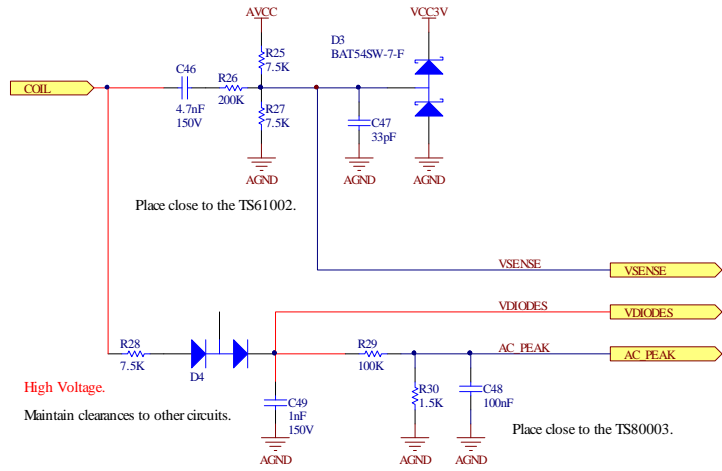 AVCC
VCC3V
D3
BAT54SW-7-F
R25
7.5K
C46
R26
COIL
4.7nF
150V
200K
R27
7.5K
C47
33pF
AGND
AGND
AGND
Place close to the TS61002.
VSENSE
VSENSE
VDIODES
VDIODES
R28
7.5K
D4
R29
100K
AC_PEAK
AC_PEAK
High Voltage.
Maintain clearances to other circuits.
C49
1nF
150V
R30
1.5K
C48
100nF
Place close to the TS80003.
AGND
AGND
AGND